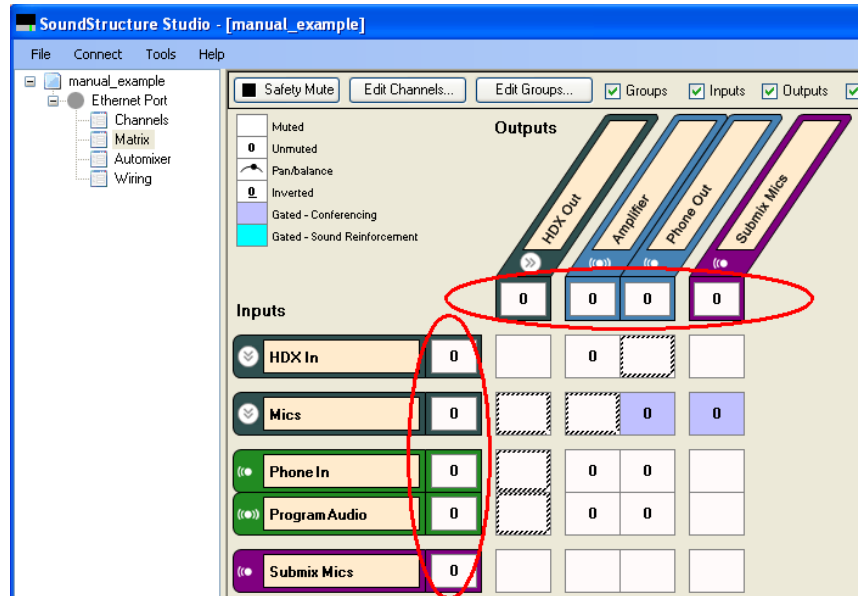 SoundStructure Studio - [manual_example]
File Connect Tools Help
manual_example
Ethernet Port
Channels
Matrix
Automixer
Wiring
Safety Mute Edit Channels... Edit Groups... Groups Inputs Outputs
Muted
0 Unmuted
Pan/balance
0 Inverted
Gated - Conferencing
Gated - Sound Reinforcement
Outputs
HDX Out
Amplifier
Phone Out
Submix Mics
0 0 0 0
Inputs
HDX In 0 0
Mics 0 0 0
Phone In 0 0 0
Program Audio 0 0 0
Submix Mics 0